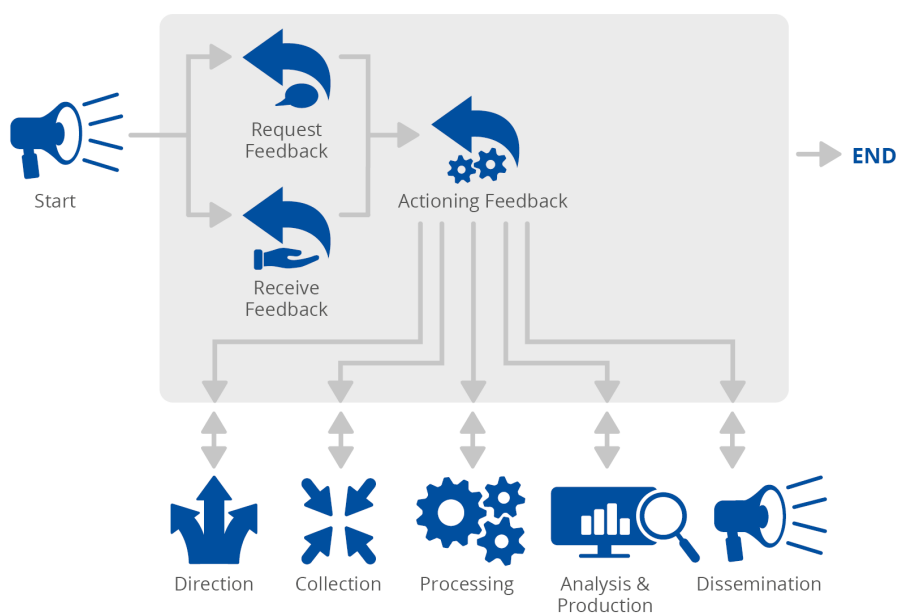 Request
Feedback
END
Start
Actioning Feedback
Receive
Feedback
Direction
Collection
Processing
Analysis &
Production
Dissemination